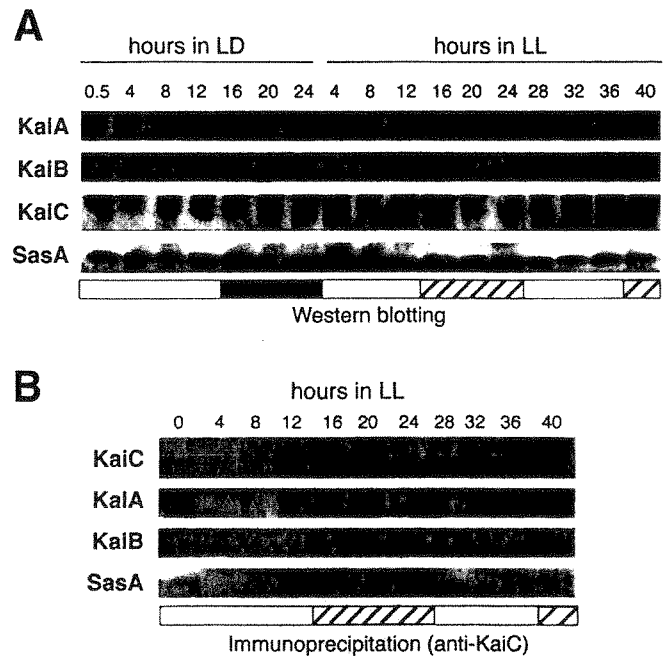 A
hours in LD hours in LL
0.5 4 8 12 16 20 24 4 8 12 16 20 24 28 32 36 40
KaiA
KaiB
KaiC
SasA
Western blotting
B
hours in LL
0 4 8 12 16 20 24 28 32 36 40
KaiC
KaiA
KaiB
SasA
Immunoprecipitation (anti-KaiC)